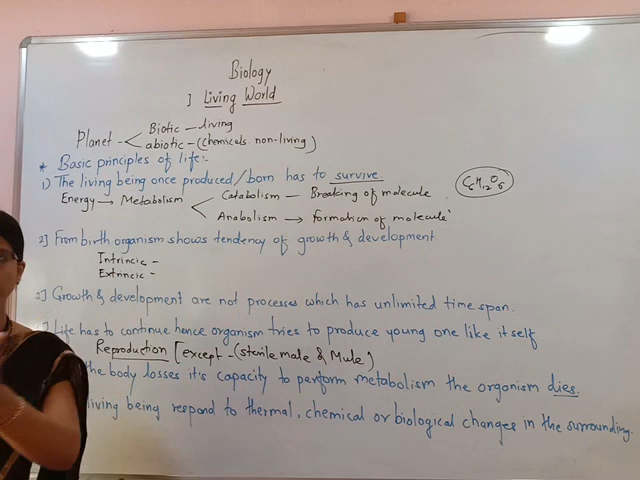 Biology
] Living World
Planet - Biotic - living
abiotic - (chemicals. non-living)
* Basic principles of life:-
1) The living being once produced/born has to survive.
C6H12O6
Energy → Metabolism
Catabolism - Breaking of molecule
Anobolism → Formation of molecule
2] From birth organism shows tendency of growth & development
Intrincic -
Extrincic -
3] Growth & development are not processes which has unlimited time span.
] Life has to continue hence organism tries to produce young one like itself
Reproduction [except - (sterile male & Mule)
the body losses it's capacity to perform metabolism the organism dies.
living being respond to thermal, chemical or biological changes in the surrounding.